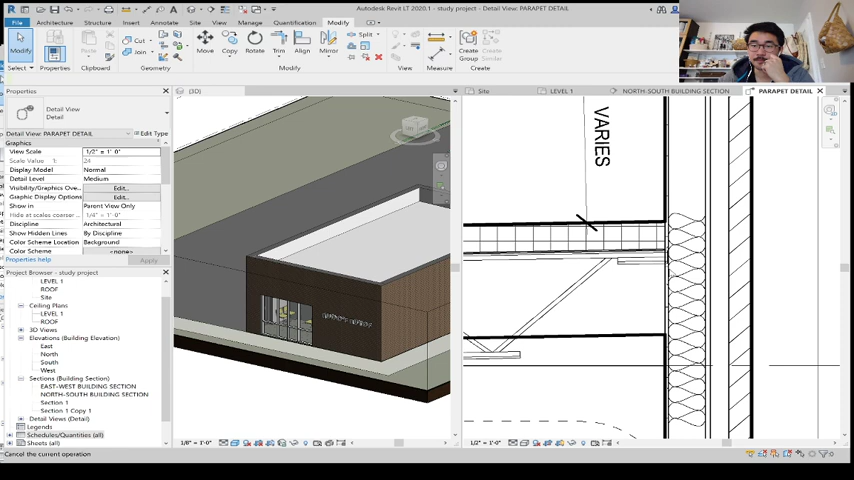 Autodesk Revit LT 2020.1 - study project - Detail View: PARAPET DETAIL
File Architecture Structure Insert Annotate Site View Manage Quantification Modify
Modify
Select
Properties
Clipboard
Cut
Join
Geometry
Move Copy Rotate Trim Align Mirror
Split
Modify
View
Measure
Create Group
Create
Properties
Detail View
Detail
Detail View: PARAPET DETAIL
Edit Type
Graphics
View Scale 1/2" = 1'-0"
Scale Value 1: 24
Display Model Normal
Detail Level Medium
Visibility/Graphics Ove... Edit...
Graphic Display Options Edit...
Show in Parent View Only
Hide at scales coarser ... 1/4" = 1'-0"
Discipline Architectural
Show Hidden Lines By Discipline
Color Scheme Location Background
Color Scheme <none>
Properties help Apply
Project Browser - study project
LEVEL 1
ROOF
Site
Ceiling Plans
LEVEL 1
ROOF
3D Views
Elevations (Building Elevation)
East
North
South
West
Sections (Building Section)
EAST-WEST BUILDING SECTION
NORTH-SOUTH BUILDING SECTION
Section 1
Section 1 Copy 1
Detail Views (Detail)
Legends
Schedules/Quantities (all)
Sheets (all)
Cancel the current operation
{3D}
1/8" = 1'-0"
Site LEVEL 1 NORTH-SOUTH BUILDING SECTION PARAPET DETAIL
VARIES
1/2" = 1'-0"